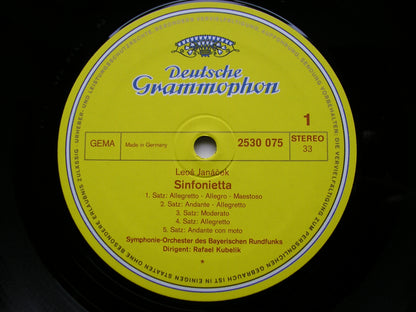 Deutsche
Grammophon
GEMA
Made in Germany
2530 075
1
STEREO
33
Leoš Janáček
Sinfonietta
1. Satz: Allegretto - Allegro - Maestoso
2. Satz: Andante - Allegretto
3. Satz: Moderato
4. Satz: Allegretto
5. Satz: Andante con moto
Symphonie-Orchester des Bayerischen Rundfunks
Dirigent: Rafael Kubelik
*